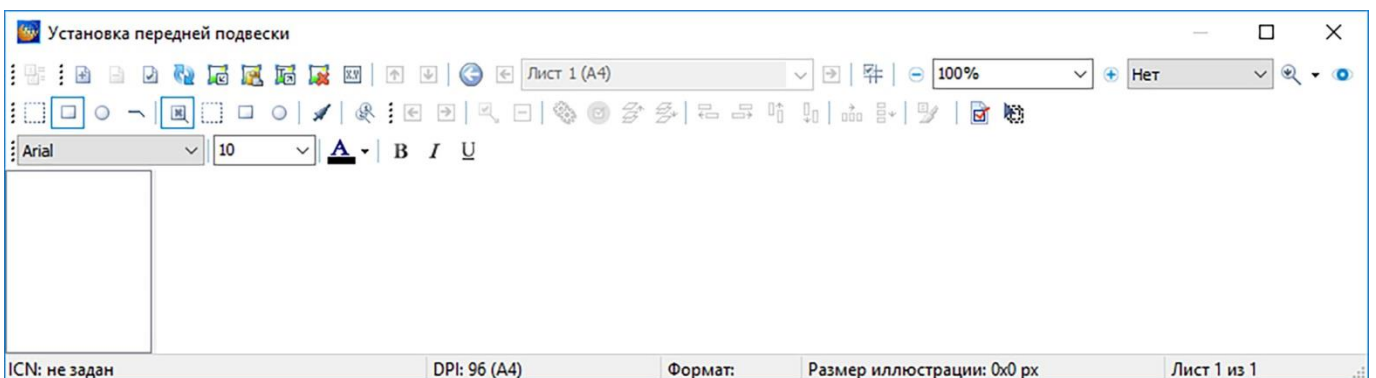 Установка передней подвески
X.Y Лист 1 (A4) 100% Нет
Arial 10 A B I U
ICN: не задан DPI: 96 (A4) Формат: Размер иллюстрации: 0x0 px Лист 1 из 1